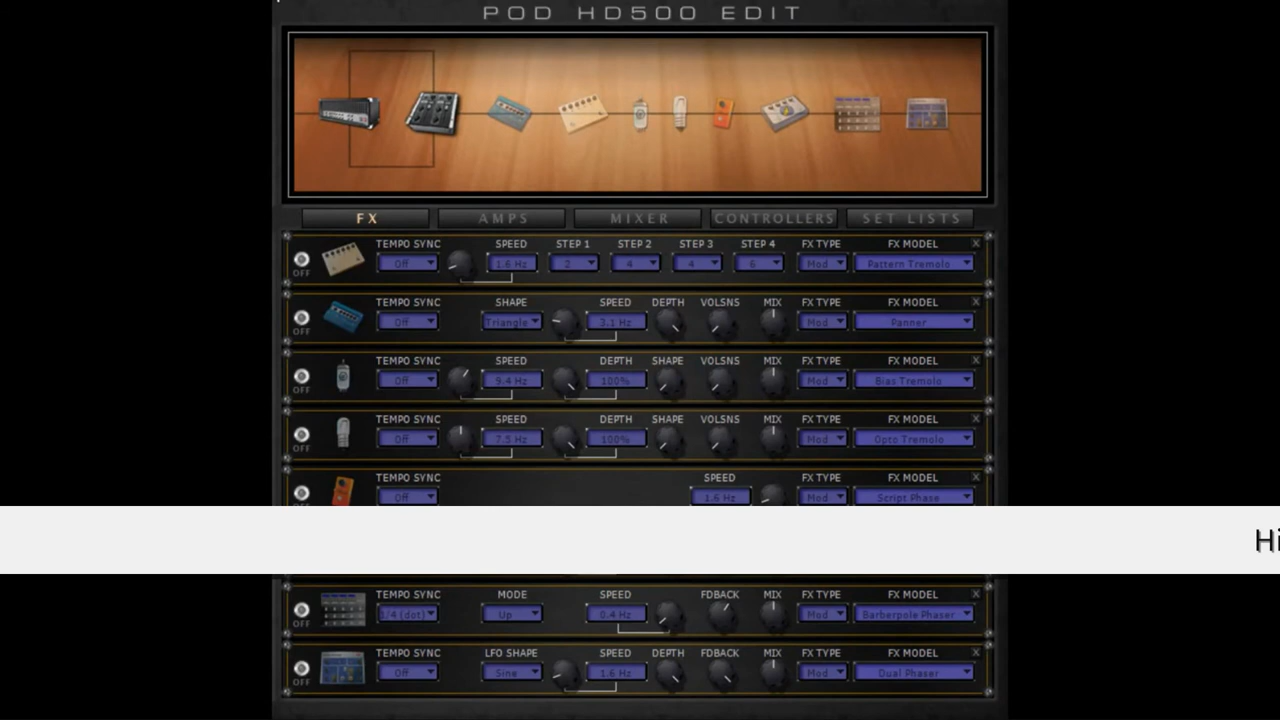 POD HD500 EDIT
FX AMPS MIXER CONTROLLERS SET LISTS
TEMPO SYNC SPEED STEP 1 STEP 2 STEP 3 STEP 4 FX TYPE FX MODEL X
OFF Off 1.6 Hz 2 4 4 6 Mod Pattern Tremolo
TEMPO SYNC SHAPE SPEED DEPTH VOLSNS MIX FX TYPE FX MODEL X
OFF Off Triangle 3.1 Hz Mod Panner
TEMPO SYNC SPEED DEPTH SHAPE VOLSNS MIX FX TYPE FX MODEL X
OFF Off 9.4 Hz 100% Mod Bias Tremolo
TEMPO SYNC SPEED DEPTH SHAPE VOLSNS MIX FX TYPE FX MODEL X
OFF Off 7.5 Hz 100% Mod Opto Tremolo
TEMPO SYNC SPEED FX TYPE FX MODEL X
Off 1.6 Hz Mod Script Phase
Hi
TEMPO SYNC MODE SPEED FDBACK MIX FX TYPE FX MODEL X
OFF 3/4 (dot) Up 0.4 Hz Mod Barberpole Phaser
TEMPO SYNC LFO SHAPE SPEED DEPTH FDBACK MIX FX TYPE FX MODEL X
OFF Off Sine 1.6 Hz Mod Dual Phaser